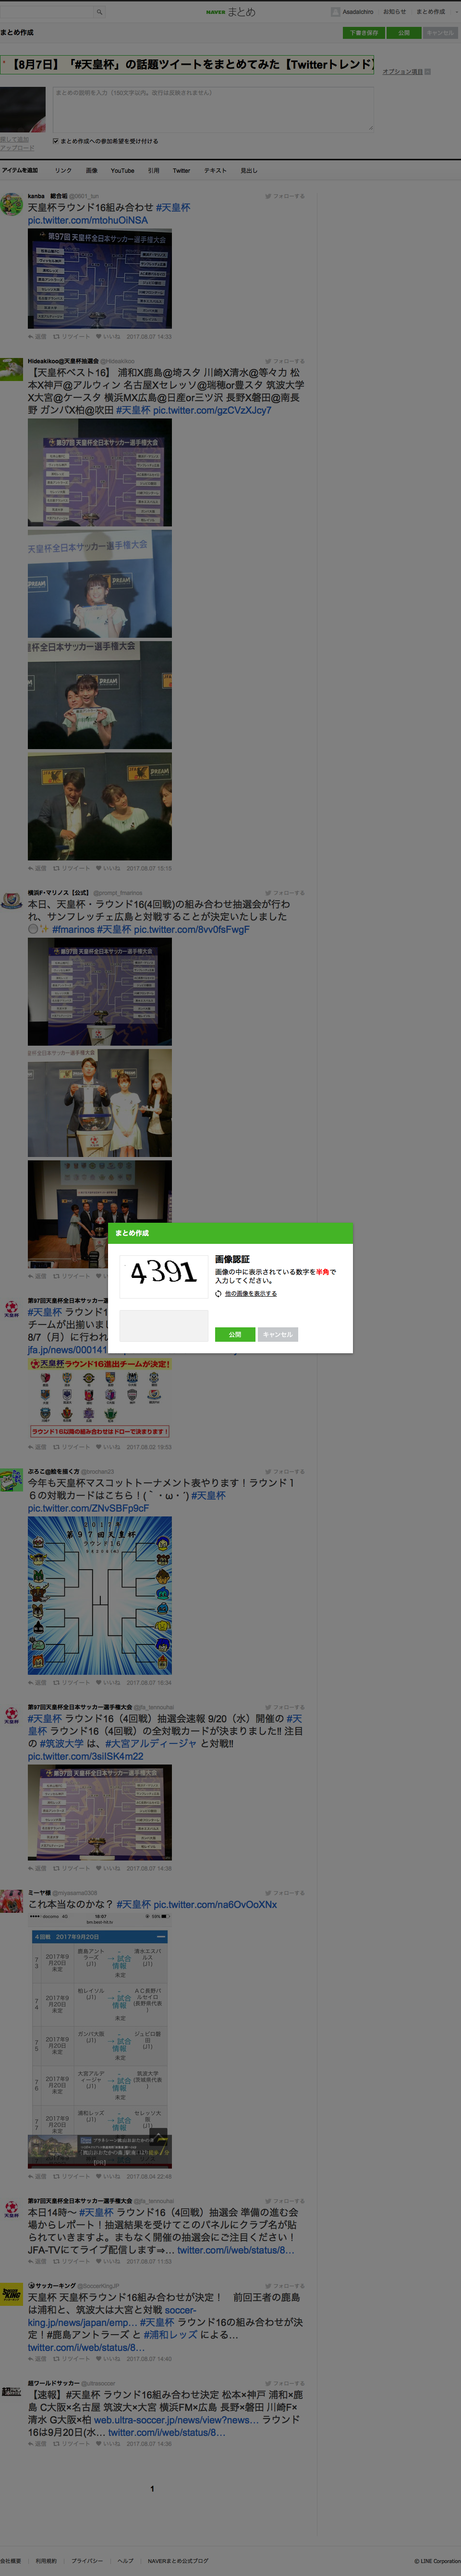 NAVER まとめ
Asadaiichiro お知らせ まとめ作成
まとめ作成
下書き保存 公開 キャンセル
【8月7日】「#天皇杯」の話題ツイートをまとめてみた【Twitterトレンド】
オプション項目
まとめの説明を入力(150文字以内。改行は反映されません)
探して追加
アップロード
まとめ作成への参加希望を受け付ける
アイテムを追加 リンク 画像 YouTube 引用 Twitter テキスト 見出し
フォローする
天皇杯ラウンド16組み合わせ #天皇杯
pic.twitter.com/mtohuOiNSA
返信 リツイート いいね 2017.08.07 14:33
Hideakikoo@天皇杯抽選会 @Hideakikoo フォローする
【天皇杯ベスト16】 浦和X鹿島@埼スタ 川崎X清水@等々力 松
本X神戸@アルウィン 名古屋Xセレッソ@瑞穂or豊スタ 筑波大学
X大宮@ケーズ 横浜MX広島@日産or三ツ沢 長野X磐田@南長
野 ガンバX柏@吹田 #天皇杯 pic.twitter.com/gzCVzXJcy7
第97回天皇杯全日本サッカー選手権大会
返信 リツイート いいね 2017.08.07 15:15
横浜F・マリノス【公式】 @prompt_fmarinos フォローする
本日、天皇杯・ラウンド16(4回戦)の組み合わせ抽選会が行わ
れ、サンフレッチェ広島と対戦することが決定いたしました
#fmarinos #天皇杯 pic.twitter.com/8vv0fsFwgF
第97回天皇杯全日本サッカー選手権大会
まとめ作成
4391
画像認証
画像の中に表示されている数字を半角で
入力してください。
他の画像を表示する
公開 キャンセル
第97回天皇杯全日本サッカー選
#天皇杯 ラウンド1
チームが出揃いまし
8/7(月)に行われ
jfa.jp/news/000141
天皇杯ラウンド16進出チームが決定!
ラウンド16以降の組み合わせはドローで決まります!
返信 リツイート いいね 2017.08.02 19:53
ぶろこ@絵を描く方 フォローする
今年も天皇杯マスコットトーナメント表やります!ラウンド1
6の対戦カードはこちら!(｀・ω・´) #天皇杯
pic.twitter.com/ZNvSBFp9cF
2017年
第97回天皇杯
ラウンド16
返信 リツイート いいね 2017.08.07 16:34
第97回天皇杯全日本サッカー選手権大会 @jfa_tennouhai フォローする
#天皇杯 ラウンド16(4回戦)抽選会速報 9/20(水)開催の #天
皇杯 ラウンド16(4回戦)の全対戦カードが決まりました‼ 注目
の #筑波大学 は、#大宮アルディージャ と対戦‼
pic.twitter.com/3siISK4m22
返信 リツイート いいね 2017.08.07 14:38
ミーヤ様 フォローする
これ本当なのかな? #天皇杯 pic.twitter.com/na6OvOoXNx
4回戦 2017年9月20日
73 2017年9月20日 未定 鹿島アントラーズ (J1) - → 試合情報 未定 清水エスパルス (J1)
74 2017年9月20日 未定 柏レイソル (J1) - → 試合情報 未定 AC長野パルセイロ (長野県代表)
75 2017年9月20日 未定 ガンバ大阪 (J1) - → 試合情報 未定 ジュビロ磐田 (J1)
76 2017年9月20日 未定 大宮アルディージャ (J1) - → 試合情報 未定 筑波大学 (茨城県代表)
77 2017年9月20日 浦和レッズ (J1) - → 試合情報 セレッソ大阪 (J1)
返信 リツイート いいね 2017.08.04 22:49
第97回天皇杯全日本サッカー選手権大会 @jfa_tennouhai フォローする
本日14時〜 #天皇杯 ラウンド16(4回戦)抽選会 準備の進む会
場からレポート!抽選結果を受けてこのパネルにクラブ名が貼
られていきますよ。まもなく開催の抽選会にご注目ください!
JFA-TVにてライブ配信します⇒… twitter.com/i/web/status/8…
返信 リツイート いいね 2017.08.07 11:53
サッカーキング @SoccerKingJP フォローする
天皇杯 天皇杯ラウンド16組み合わせが決定! 前回王者の鹿島
は浦和と、筑波大は大宮と対戦 soccer-
king.jp/news/japan/emp… #天皇杯 ラウンド16の組み合わせが決
定!#鹿島アントラーズ と #浦和レッズ による…
twitter.com/i/web/status/8…
返信 リツイート いいね 2017.08.07 14:40
超ワールドサッカー @ultrasoccer フォローする
【速報】#天皇杯 ラウンド16組み合わせ決定 松本×神戸 浦和×鹿
島 C大阪×名古屋 筑波大×大宮 横浜FM×広島 長野×磐田 川崎F×
清水 G大阪×柏 web.ultra-soccer.jp/news/view?news… ラウンド
16は9月20日(水… twitter.com/i/web/status/8…
返信 リツイート いいね 2017.08.07 14:36
1
会社概要 利用規約 プライバシー ヘルプ NAVERまとめ公式ブログ
© LINE Corporation